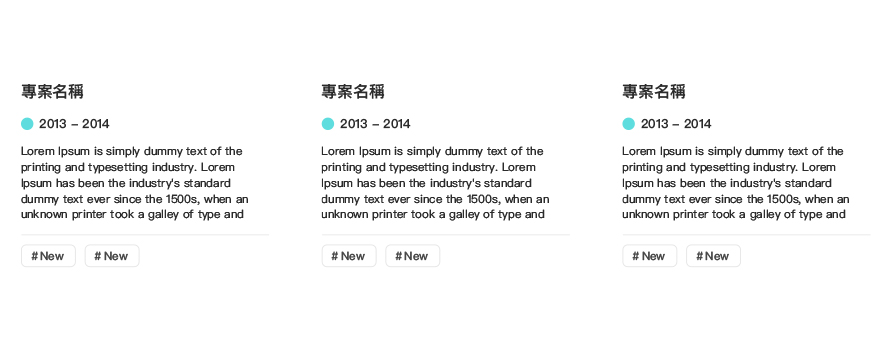 專案名稱
2013 – 2014
Lorem Ipsum is simply dummy text of the
printing and typesetting industry. Lorem
Ipsum has been the industry's standard
dummy text ever since the 1500s, when an
unknown printer took a galley of type and
# New
# New
專案名稱
2013 – 2014
Lorem Ipsum is simply dummy text of the
printing and typesetting industry. Lorem
Ipsum has been the industry's standard
dummy text ever since the 1500s, when an
unknown printer took a galley of type and
# New
# New
專案名稱
2013 – 2014
Lorem Ipsum is simply dummy text of the
printing and typesetting industry. Lorem
Ipsum has been the industry's standard
dummy text ever since the 1500s, when an
unknown printer took a galley of type and
# New
# New